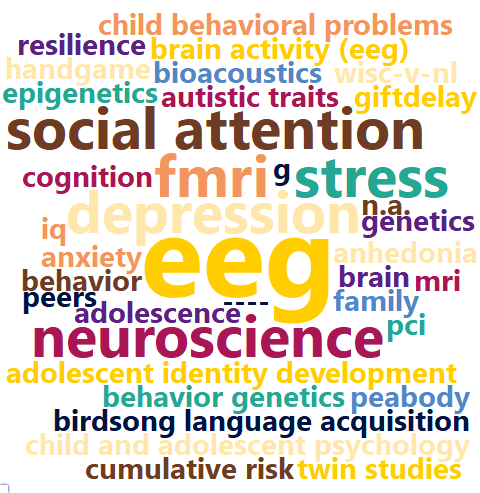 child behavioral problems
resilience brain activity (eeg)
handgame bioacoustics wisc-v-nl
epigenetics autistic traits giftdelay
social attention
cognition fmri g stress
depression n.a.
iq genetics
anxiety eeg anhedonia
behavior brain mri
peers ---- family
adolescence pci
neuroscience
adolescent identity development
behavior genetics peabody
birdsong language acquisition
child and adolescent psychology
cumulative risk twin studies